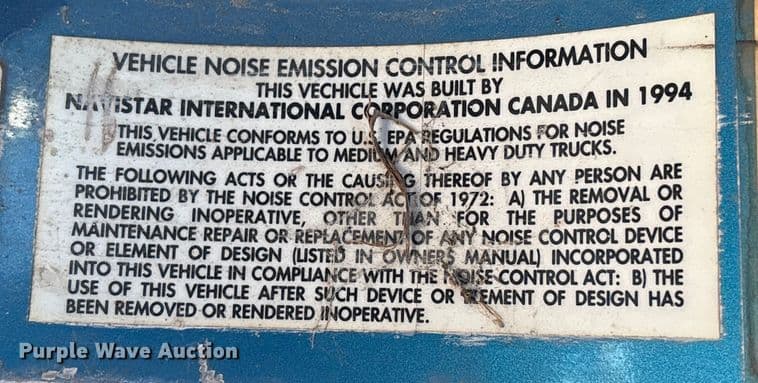 VEHICLE NOISE EMISSION CONTROL INFORMATION
THIS VECHICLE WAS BUILT BY
NAVISTAR INTERNATIONAL CORPORATION CANADA IN 1994
THIS VEHICLE CONFORMS TO U.S. EPA REGULATIONS FOR NOISE
EMISSIONS APPLICABLE TO MEDIUM AND HEAVY DUTY TRUCKS.
THE FOLLOWING ACTS OR THE CAUSING THEREOF BY ANY PERSON ARE
PROHIBITED BY THE NOISE CONTROL ACT OF 1972: A) THE REMOVAL OR
RENDERING INOPERATIVE, OTHER THAN FOR THE PURPOSES OF
MAINTENANCE REPAIR OR REPLACEMENT OF ANY NOISE CONTROL DEVICE
OR ELEMENT OF DESIGN (LISTED IN OWNERS MANUAL) INCORPORATED
INTO THIS VEHICLE IN COMPLIANCE WITH THE NOISE CONTROL ACT: B) THE
USE OF THIS VEHICLE AFTER SUCH DEVICE OR ELEMENT OF DESIGN HAS
BEEN REMOVED OR RENDERED INOPERATIVE.
Purple Wave Auction